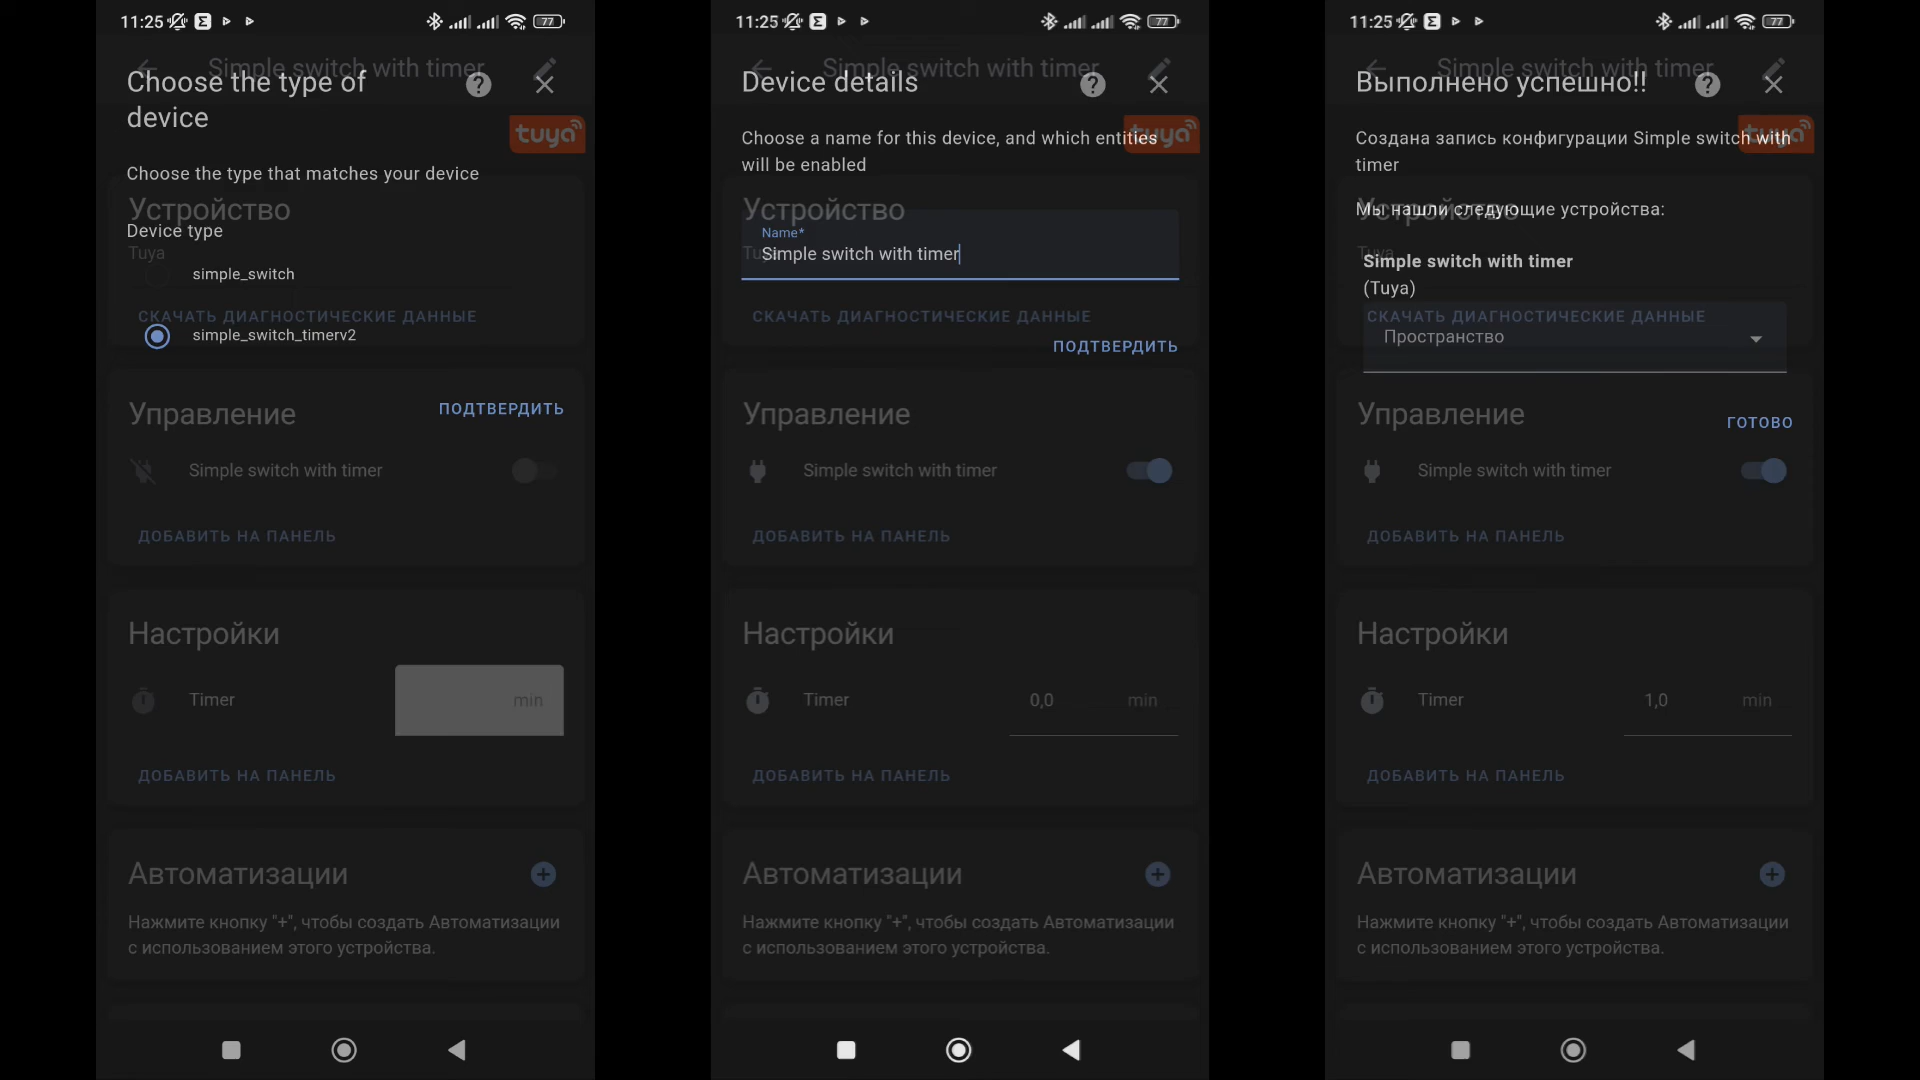 11:25
77
Simple switch with timer
Choose the type of
device
tuya
Choose the type that matches your device
Устройство
Device type
Tuya
simple_switch
СКАЧАТЬ ДИАГНОСТИЧЕСКИЕ ДАННЫЕ
simple_switch_timerv2
Управление
ПОДТВЕРДИТЬ
Simple switch with timer
ДОБАВИТЬ НА ПАНЕЛЬ
Настройки
Timer
min
ДОБАВИТЬ НА ПАНЕЛЬ
Автоматизации
Нажмите кнопку "+", чтобы создать Автоматизации
с использованием этого устройства.
11:25
77
Simple switch with timer
Device details
tuya
Choose a name for this device, and which entities
will be enabled
Устройство
Name*
Tuya
Simple switch with timer
СКАЧАТЬ ДИАГНОСТИЧЕСКИЕ ДАННЫЕ
ПОДТВЕРДИТЬ
Управление
Simple switch with timer
ДОБАВИТЬ НА ПАНЕЛЬ
Настройки
Timer
0,0 min
ДОБАВИТЬ НА ПАНЕЛЬ
Автоматизации
Нажмите кнопку "+", чтобы создать Автоматизации
с использованием этого устройства.
11:25
77
Simple switch with timer
Выполнено успешно!!
tuya
Создана запись конфигурации Simple switch with
timer
Устройство
Мы нашли следующие устройства:
Tuya
Simple switch with timer
(Tuya)
СКАЧАТЬ ДИАГНОСТИЧЕСКИЕ ДАННЫЕ
Пространство
Управление
ГОТОВО
Simple switch with timer
ДОБАВИТЬ НА ПАНЕЛЬ
Настройки
Timer
1,0 min
ДОБАВИТЬ НА ПАНЕЛЬ
Автоматизации
Нажмите кнопку "+", чтобы создать Автоматизации
с использованием этого устройства.